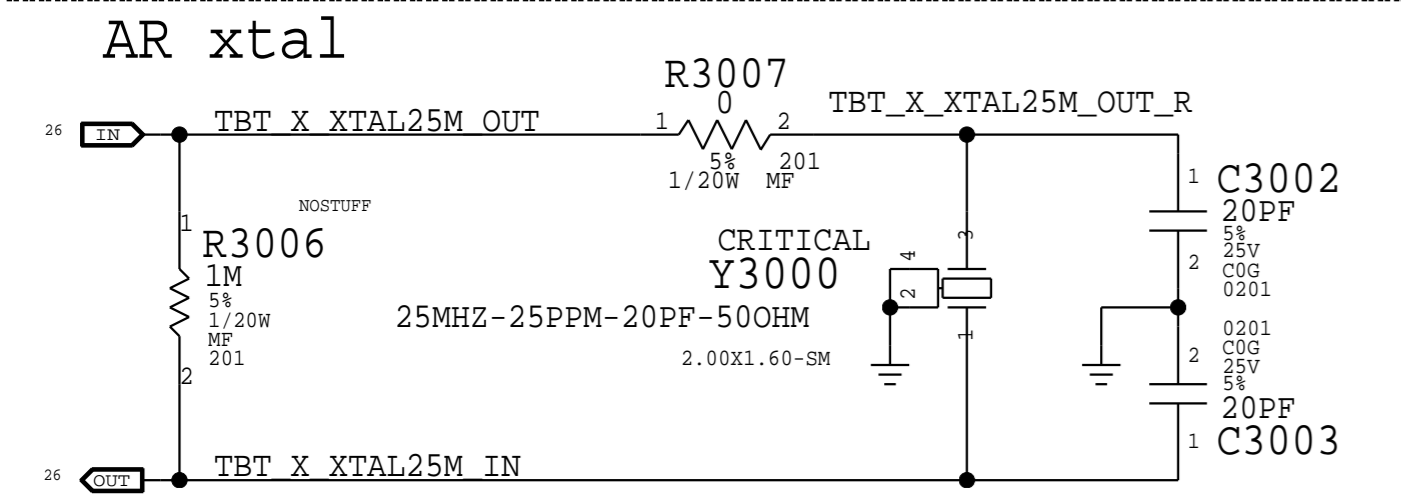 AR xtal
R3007
0
TBT_X_XTAL25M_OUT_R
26 IN
TBT_X_XTAL25M_OUT
1
2
5%
201
1/20W
MF
1
C3002
20PF
5%
25V
C0G
0201
2
NOSTUFF
1
R3006
1M
5%
1/20W
MF
201
2
CRITICAL
Y3000
25MHZ-25PPM-20PF-50OHM
2.00X1.60-SM
3
4
2
1
0201
C0G
25V
5%
20PF
2
1
C3003
26 OUT
TBT_X_XTAL25M_IN